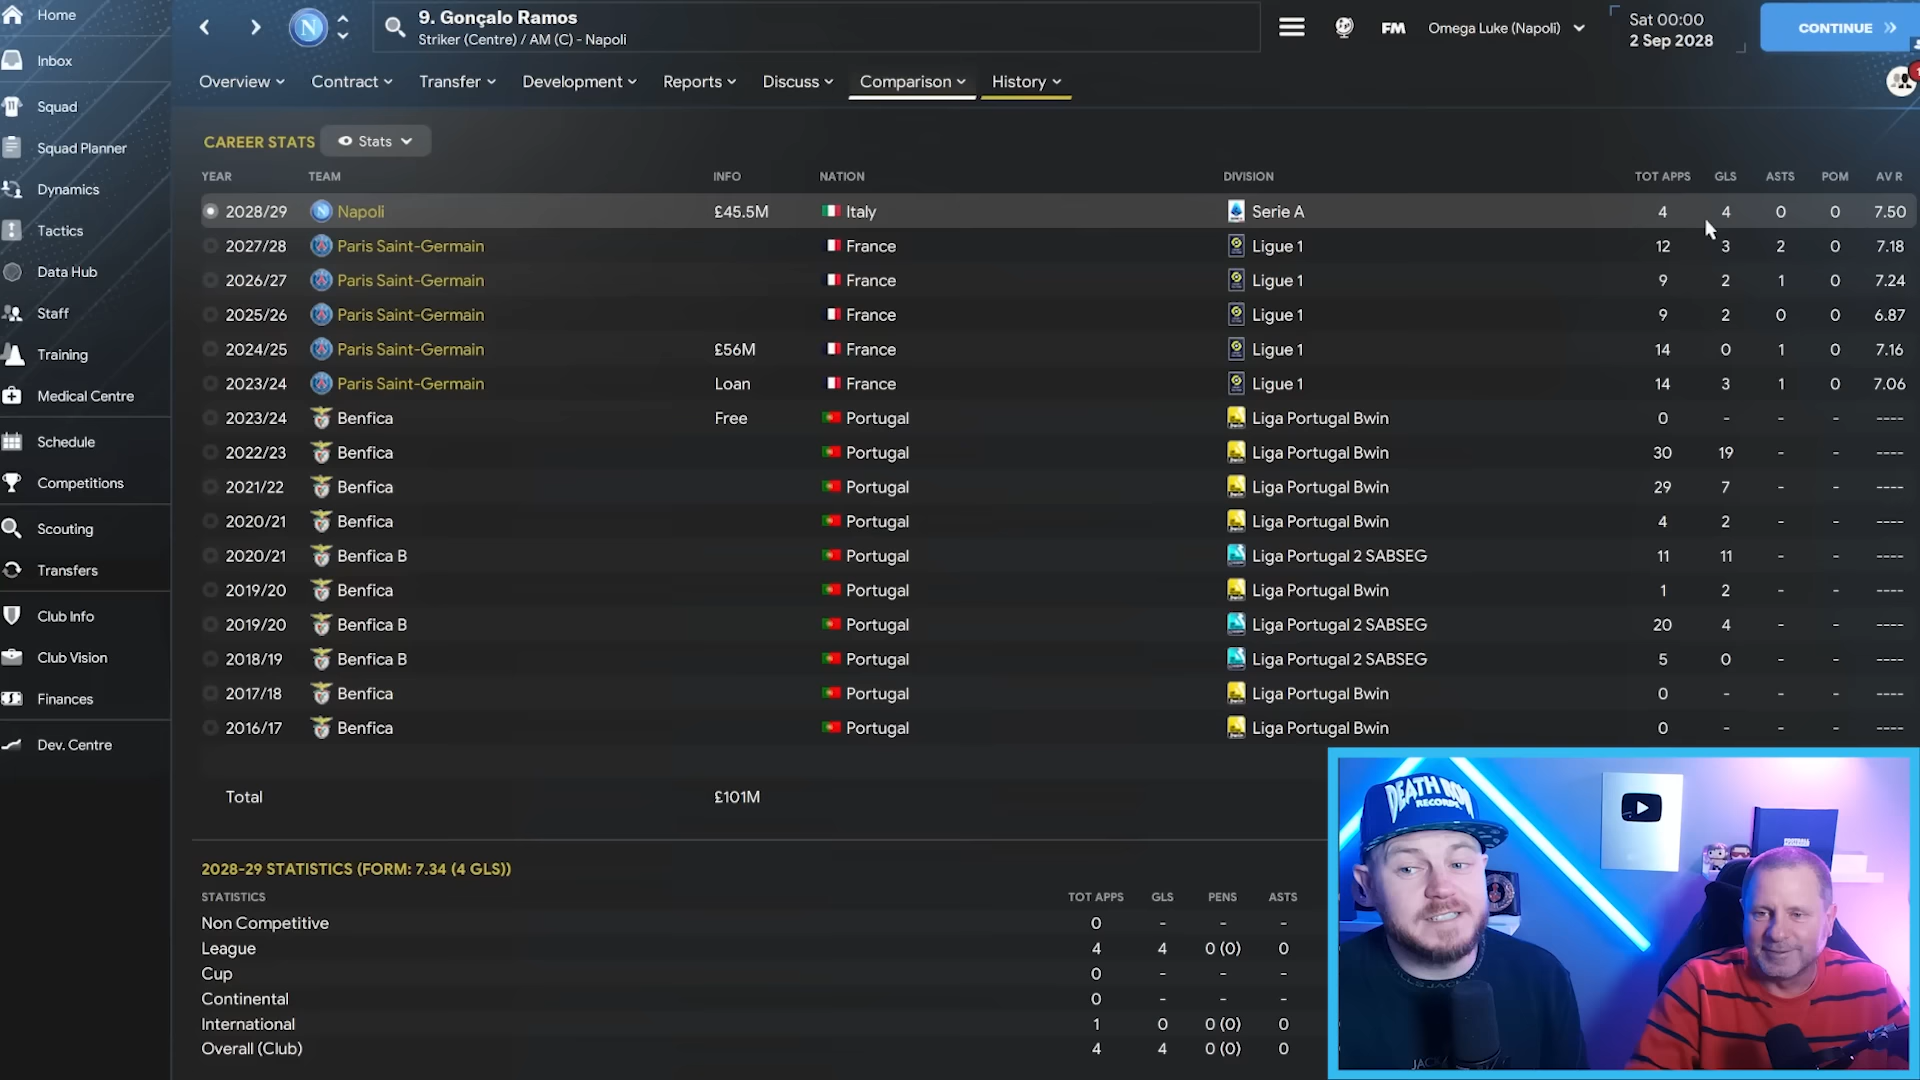 Home
Inbox
Squad
Squad Planner
Dynamics
Tactics
Data Hub
Staff
Training
Medical Centre
Schedule
Competitions
Scouting
Transfers
Club Info
Club Vision
Finances
Dev. Centre
9. Gonçalo Ramos
Striker (Centre) / AM (C) - Napoli
FM
Omega Luke (Napoli)
Sat 00:00
2 Sep 2028
CONTINUE
Overview Contract Transfer Development Reports Discuss Comparison History
CAREER STATS Stats
YEAR TEAM INFO NATION DIVISION TOT APPS GLS ASTS POM AV R
2028/29 Napoli £45.5M Italy Serie A 4 4 0 0 7.50
2027/28 Paris Saint-Germain France Ligue 1 12 3 2 0 7.18
2026/27 Paris Saint-Germain France Ligue 1 9 2 1 0 7.24
2025/26 Paris Saint-Germain France Ligue 1 9 2 0 0 6.87
2024/25 Paris Saint-Germain £56M France Ligue 1 14 0 1 0 7.16
2023/24 Paris Saint-Germain Loan France Ligue 1 14 3 1 0 7.06
2023/24 Benfica Free Portugal Liga Portugal Bwin 0 - - - ----
2022/23 Benfica Portugal Liga Portugal Bwin 30 19 - - ----
2021/22 Benfica Portugal Liga Portugal Bwin 29 7 - - ----
2020/21 Benfica Portugal Liga Portugal Bwin 4 2 - - ----
2020/21 Benfica B Portugal Liga Portugal 2 SABSEG 11 11 - - ----
2019/20 Benfica Portugal Liga Portugal Bwin 1 2 - - ----
2019/20 Benfica B Portugal Liga Portugal 2 SABSEG 20 4 - - ----
2018/19 Benfica B Portugal Liga Portugal 2 SABSEG 5 0 - - ----
2017/18 Benfica Portugal Liga Portugal Bwin 0 - - - ----
2016/17 Benfica Portugal Liga Portugal Bwin 0 - - - ----
Total £101M
2028-29 STATISTICS (FORM: 7.34 (4 GLS))
STATISTICS TOT APPS GLS PENS ASTS
Non Competitive 0 - - -
League 4 4 0 (0) 0
Cup 0 - - -
Continental 0 - - -
International 1 0 0 (0) 0
Overall (Club) 4 4 0 (0) 0
DEATH ROW
RECORDS